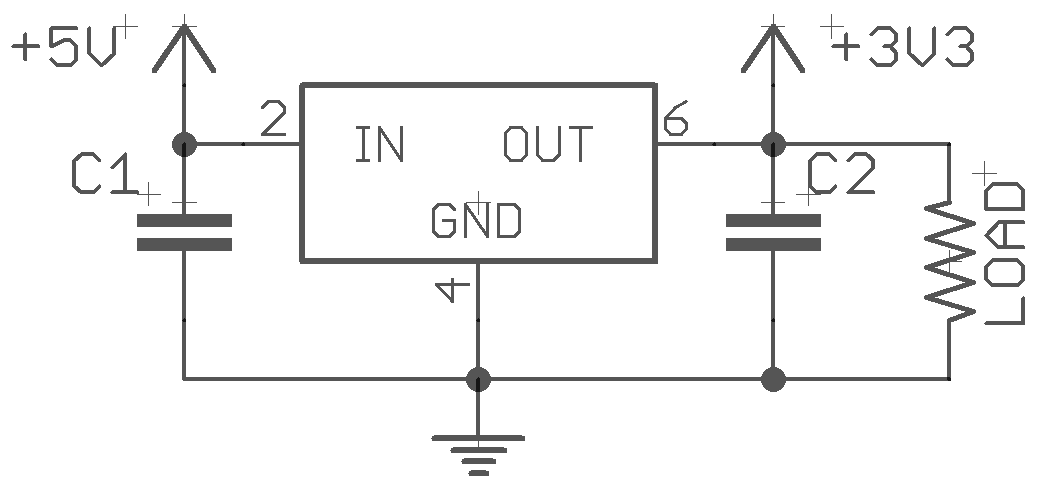 +5V
+3V3
2
IN
OUT
6
C1
C2
GND
LOAD
4